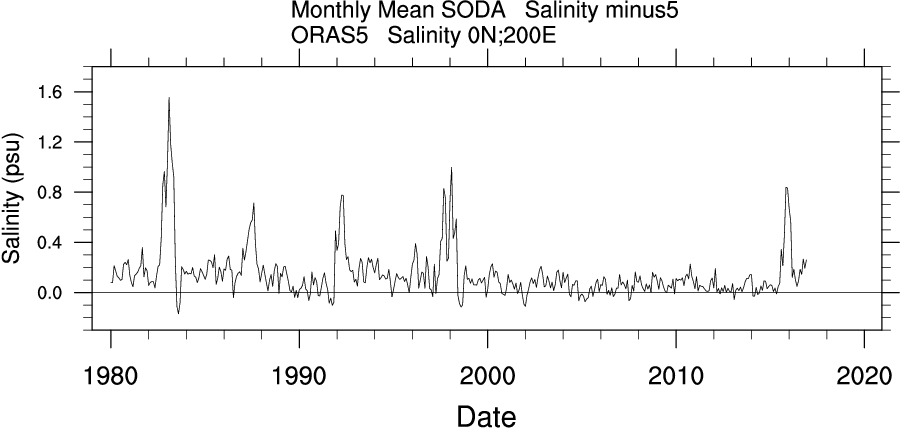 Monthly Mean SODA Salinity minus5
ORAS5 Salinity 0N;200E
1.6
1.2
0.8
0.4
0.0
Salinity (psu)
1980 1990 2000 2010 2020
Date